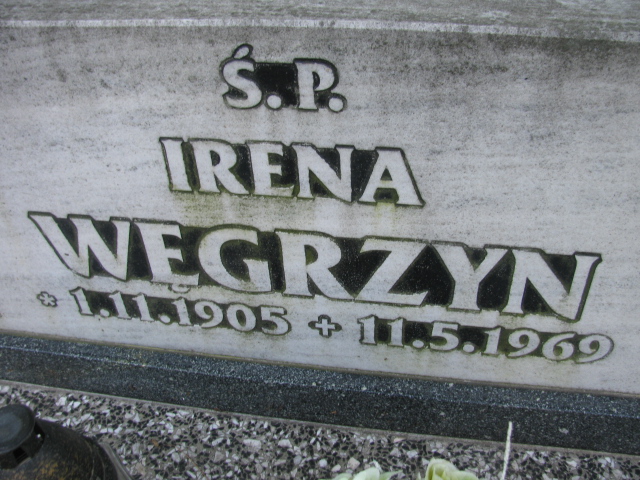 Ś.P.
IRENA
WĘGRZYN
* 1.11.1905 + 11.5.1969